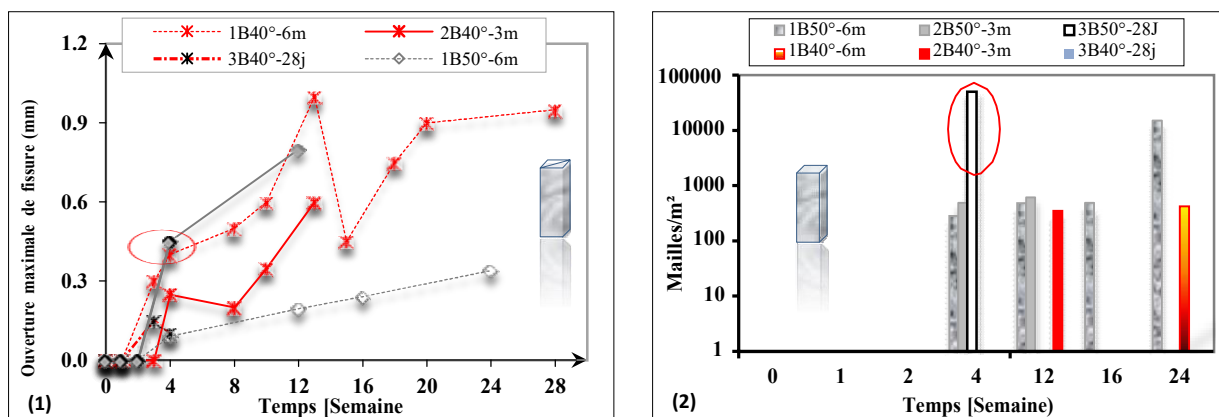 1B40°-6m 2B40°-3m
3B40°-28j 1B50°-6m
Ouverture maximale de fissure (mm)
1.2
0.9
0.6
0.3
0.0
0 4 8 12 16 20 24 28
Temps [Semaine
(1)
1B50°-6m 2B50°-3m 3B50°-28J
1B40°-6m 2B40°-3m 3B40°-28j
Mailles/m²
100000
10000
1000
100
10
1
0 1 2 4 12 16 24
Temps [Semaine)
(2)